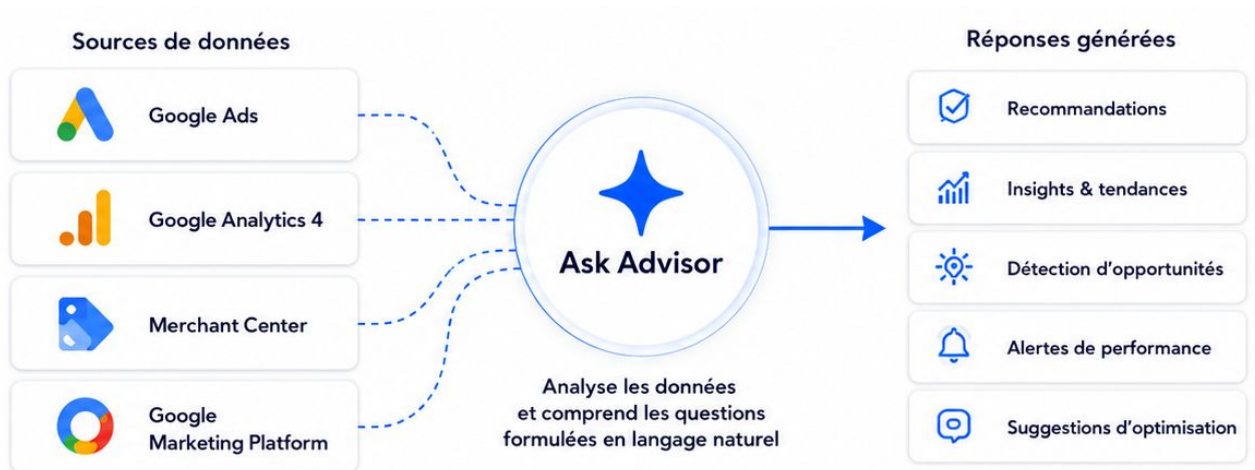 Sources de données
Google Ads
Google Analytics 4
Merchant Center
Google
Marketing Platform
Ask Advisor
Analyse les données
et comprend les questions
formulées en langage naturel
Réponses générées
Recommandations
Insights & tendances
Détection d'opportunités
Alertes de performance
Suggestions d'optimisation